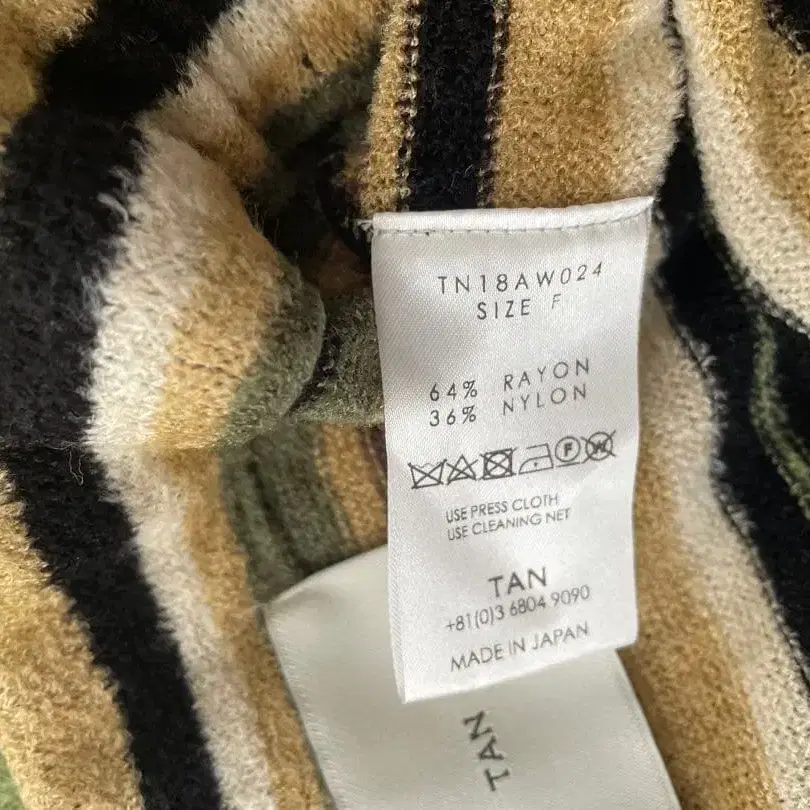 TN18AW024
SIZE F
64% RAYON
36% NYLON
F W
USE PRESS CLOTH
USE CLEANING NET
TAN
+81(0)3 6804 9090
MADE IN JAPAN
TAN